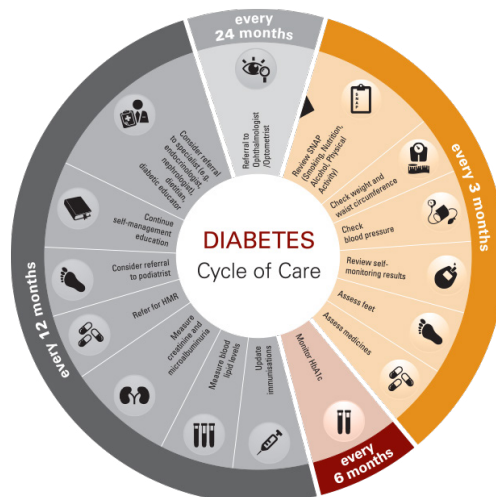 DIABETES
Cycle of Care
every
24 months
Referral to
Ophthalmologist
/Optometrist
every 3 months
SNAP
Review SNAP
(Smoking, Nutrition,
Alcohol, Physical
Activity)
Check weight and
waist circumference
Check
blood pressure
Review self-
monitoring results
Assess feet
Assess medicines
every
6 months
Monitor HbA1c
every 12 months
Update
immunisations
Measure blood
lipid levels
Measure
creatinine and
microalbuminuria
Refer for HMR
Consider referral
to podiatrist
Continue
self-management
education
Consider referral
to specialist (e.g.
endocrinologist,
nephrologist),
dietitian,
diabetic educator